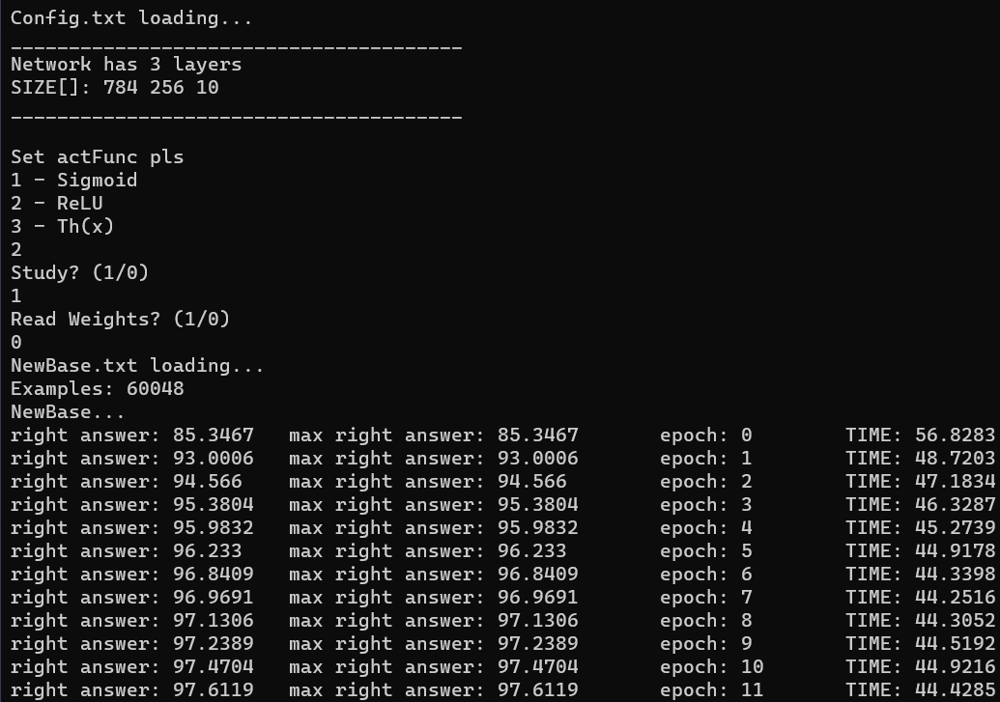 Config.txt loading...
_______________________________________
Network has 3 layers
SIZE[]: 784 256 10
_______________________________________
Set actFunc pls
1 - Sigmoid
2 - ReLU
3 - Th(x)
2
Study? (1/0)
1
Read Weights? (1/0)
0
NewBase.txt loading...
Examples: 60048
NewBase...
right answer: 85.3467   max right answer: 85.3467       epoch: 0        TIME: 56.8283
right answer: 93.0006   max right answer: 93.0006       epoch: 1        TIME: 48.7203
right answer: 94.566    max right answer: 94.566        epoch: 2        TIME: 47.1834
right answer: 95.3804   max right answer: 95.3804       epoch: 3        TIME: 46.3287
right answer: 95.9832   max right answer: 95.9832       epoch: 4        TIME: 45.2739
right answer: 96.233    max right answer: 96.233        epoch: 5        TIME: 44.9178
right answer: 96.8409   max right answer: 96.8409       epoch: 6        TIME: 44.3398
right answer: 96.9691   max right answer: 96.9691       epoch: 7        TIME: 44.2516
right answer: 97.1306   max right answer: 97.1306       epoch: 8        TIME: 44.3052
right answer: 97.2389   max right answer: 97.2389       epoch: 9        TIME: 44.5192
right answer: 97.4704   max right answer: 97.4704       epoch: 10       TIME: 44.9216
right answer: 97.6119   max right answer: 97.6119       epoch: 11       TIME: 44.4285